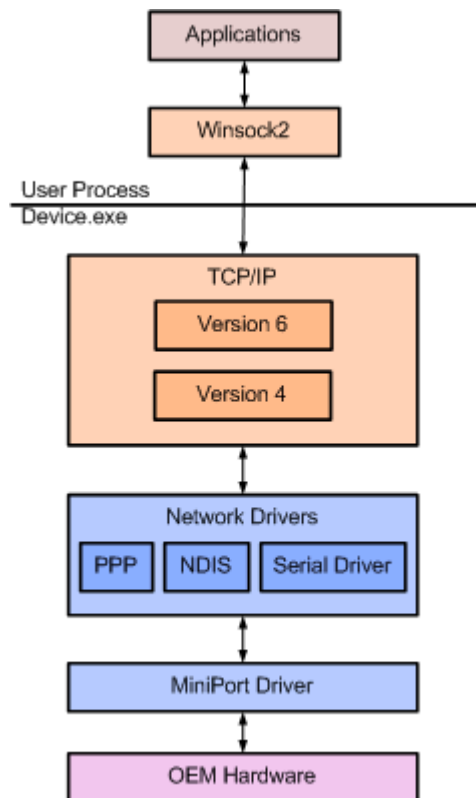 Applications
Winsock2
User Process
Device.exe
TCP/IP
Version 6
Version 4
Network Drivers
PPP
NDIS
Serial Driver
MiniPort Driver
OEM Hardware